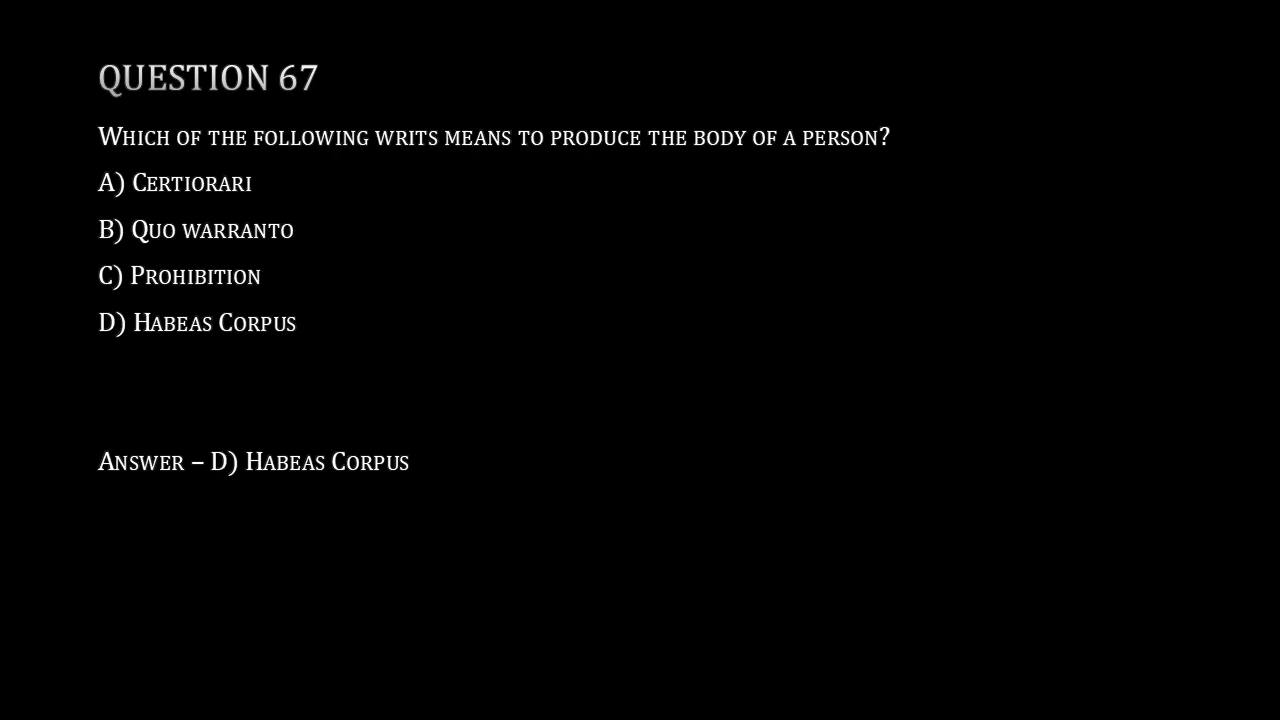 QUESTION 67
Which of the following writs means to produce the body of a person?
A) Certiorari
B) Quo warranto
C) Prohibition
D) Habeas Corpus
Answer – D) Habeas Corpus